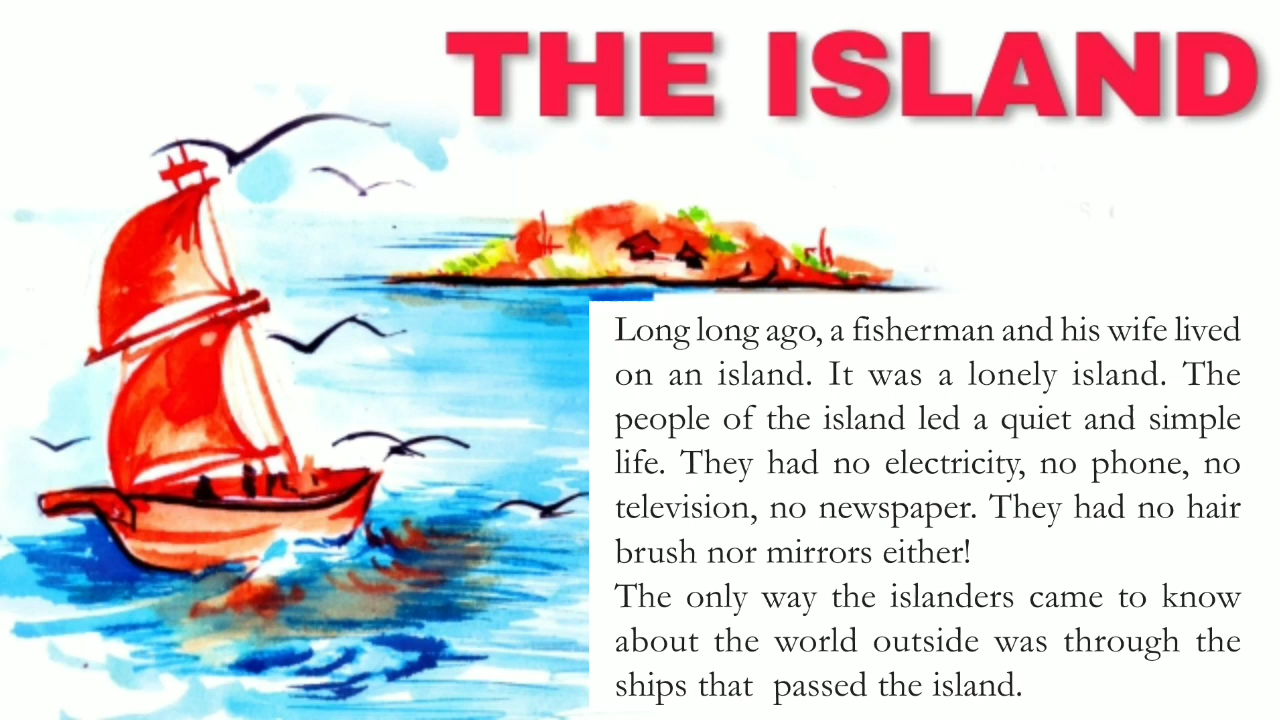 THE ISLAND
Long long ago, a fisherman and his wife lived
on an island. It was a lonely island. The
people of the island led a quiet and simple
life. They had no electricity, no phone, no
television, no newspaper. They had no hair
brush nor mirrors either!
The only way the islanders came to know
about the world outside was through the
ships that  passed the island.